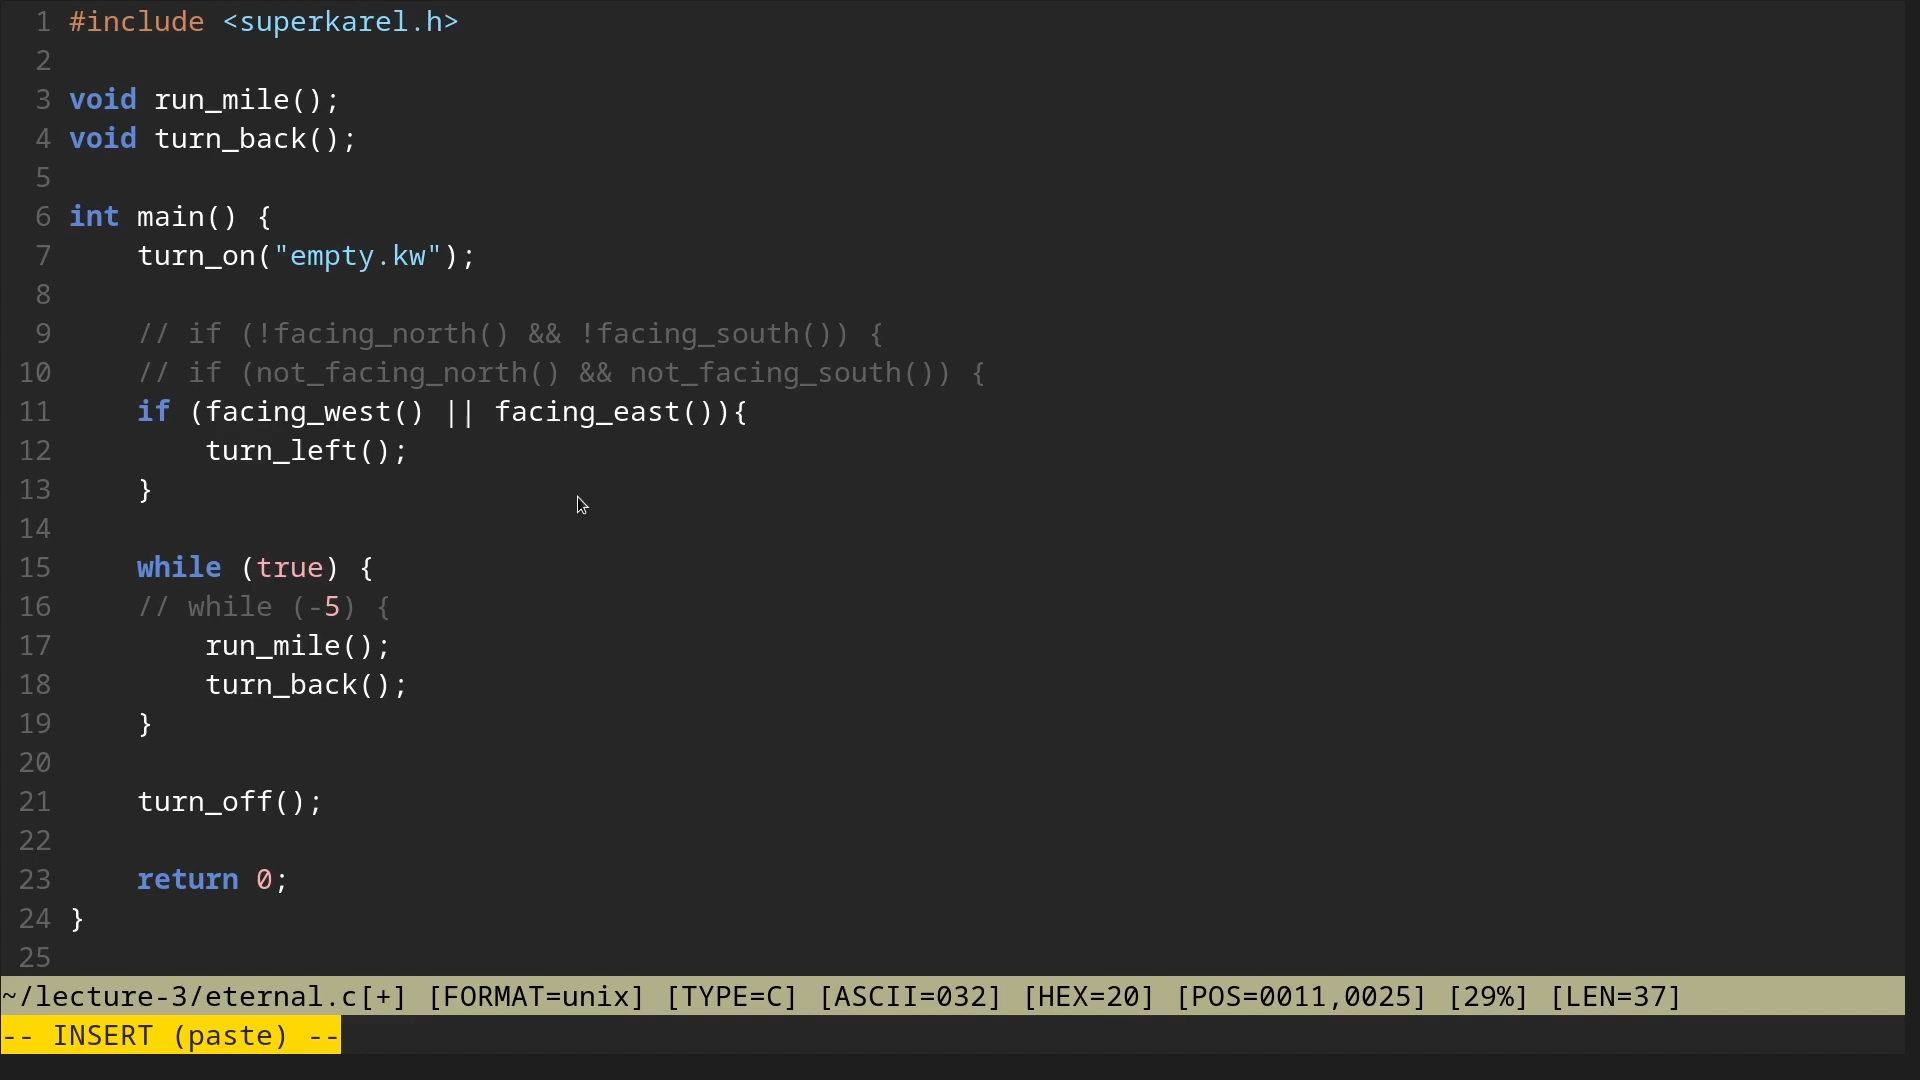 1 #include <superkarel.h>
2
3 void run_mile();
4 void turn_back();
5
6 int main() {
7     turn_on("empty.kw");
8
9     // if (!facing_north() && !facing_south()) {
10     // if (not_facing_north() && not_facing_south()) {
11     if (facing_west() || facing_east()){
12         turn_left();
13     }
14
15     while (true) {
16     // while (-5) {
17         run_mile();
18         turn_back();
19     }
20
21     turn_off();
22
23     return 0;
24 }
25
~/lecture-3/eternal.c[+] [FORMAT=unix] [TYPE=C] [ASCII=032] [HEX=20] [POS=0011,0025] [29%] [LEN=37]
-- INSERT (paste) --